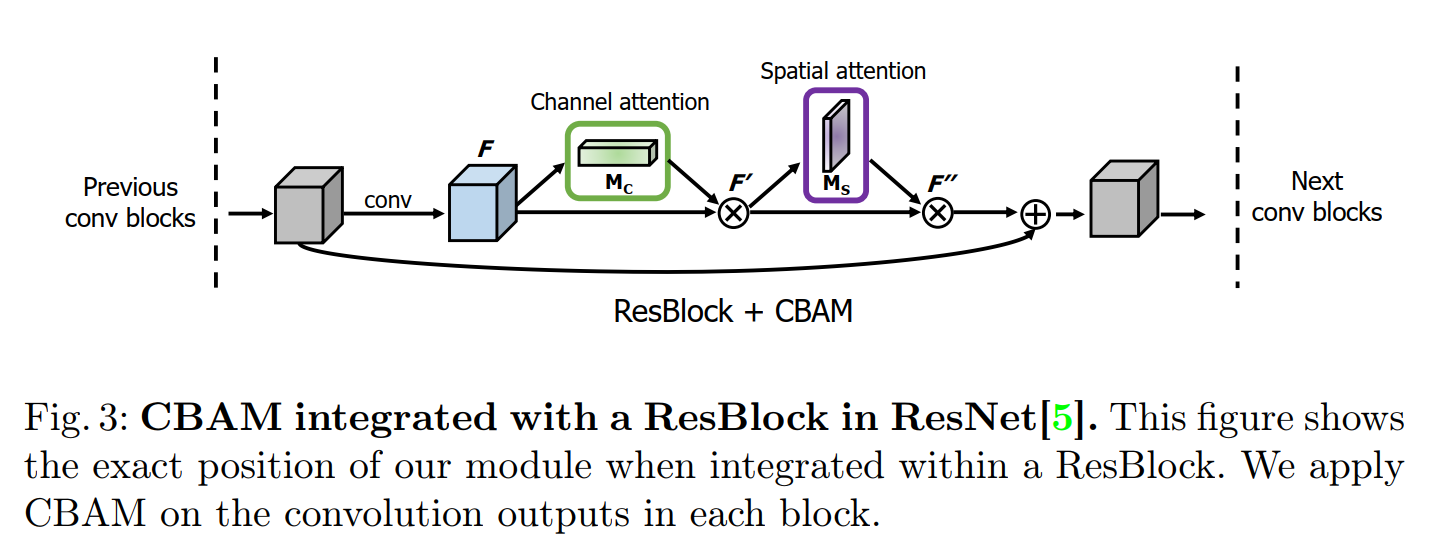 Spatial attention
Channel attention
F
M_C
F′
M_S
F″
Previous
conv blocks
conv
Next
conv blocks
ResBlock + CBAM
Fig. 3: CBAM integrated with a ResBlock in ResNet[5]. This figure shows
the exact position of our module when integrated within a ResBlock. We apply
CBAM on the convolution outputs in each block.